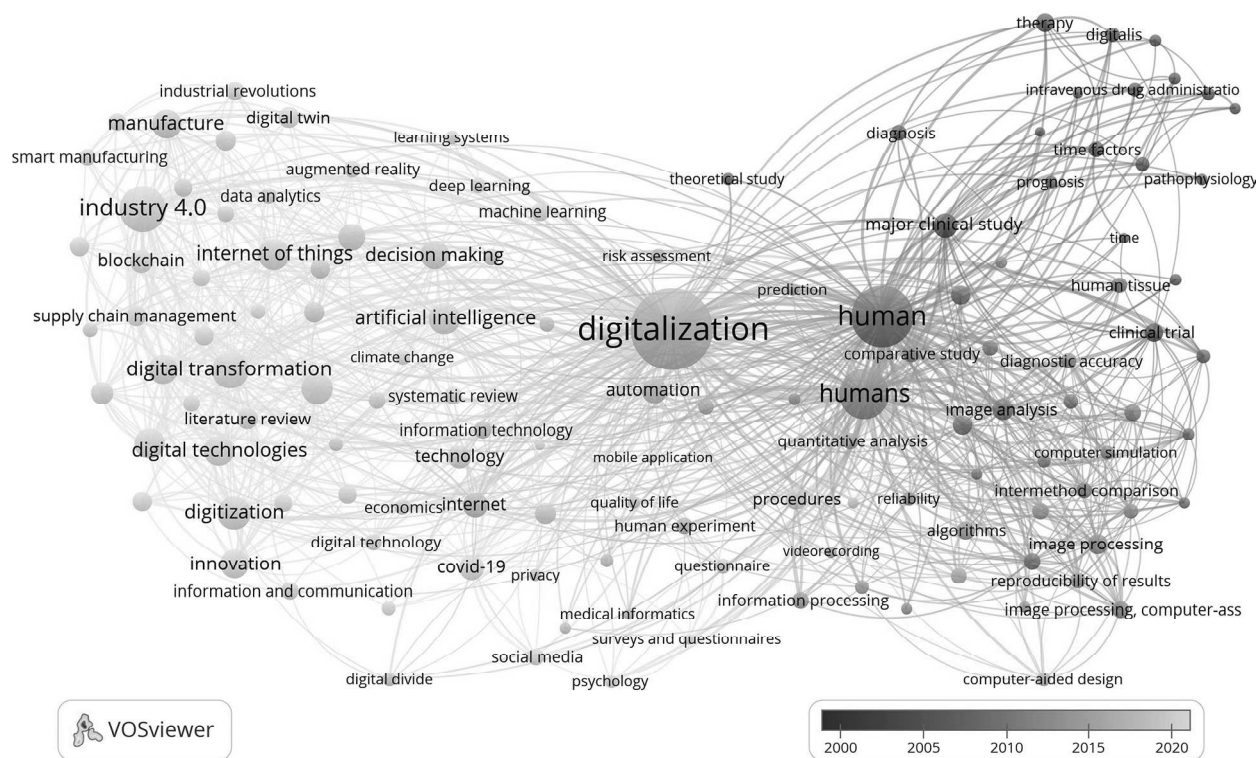 therapy
digitalis
industrial revolutions
intravenous drug administratio
manufacture
digital twin
learning systems
diagnosis
smart manufacturing
time factors
augmented reality
deep learning
theoretical study
prognosis
pathophysiology
data analytics
industry 4.0
machine learning
major clinical study
time
internet of things
decision making
blockchain
risk assessment
human tissue
prediction
supply chain management
artificial intelligence
digitalization
human
clinical trial
climate change
comparative study
diagnostic accuracy
digital transformation
automation
humans
systematic review
image analysis
literature review
information technology
quantitative analysis
digital technologies
technology
mobile application
computer simulation
economics
internet
quality of life
procedures
reliability
intermethod comparison
digitization
human experiment
algorithms
digital technology
videorecording
image processing
innovation
covid-19
privacy
questionnaire
reproducibility of results
information and communication
information processing
image processing, computer-ass
medical informatics
surveys and questionnaires
social media
digital divide
psychology
computer-aided design
VOSviewer
2000
2005
2010
2015
2020